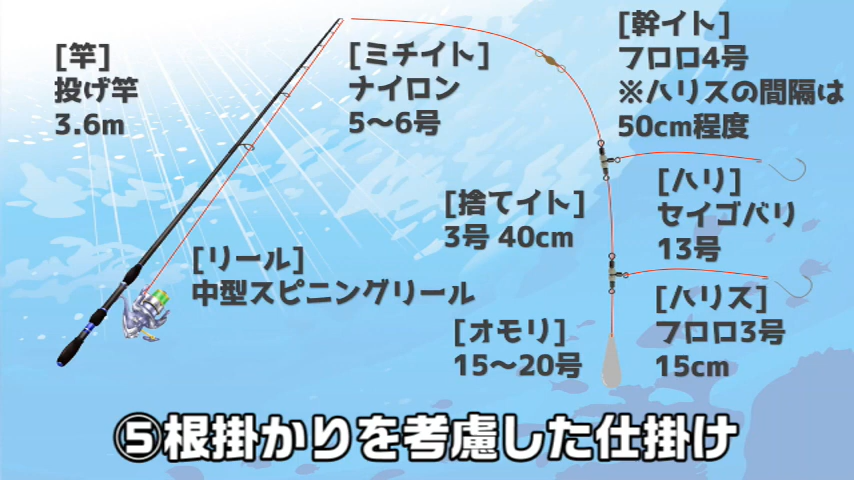 [竿]
投げ竿
3.6m
[ミチイト]
ナイロン
5〜6号
[幹イト]
フロロ4号
※ハリスの間隔は
50cm程度
[ハリ]
セイゴバリ
13号
[捨てイト]
3号 40cm
[リール]
中型スピニングリール
[ハリス]
フロロ3号
15cm
[オモリ]
15〜20号
⑤根掛かりを考慮した仕掛け